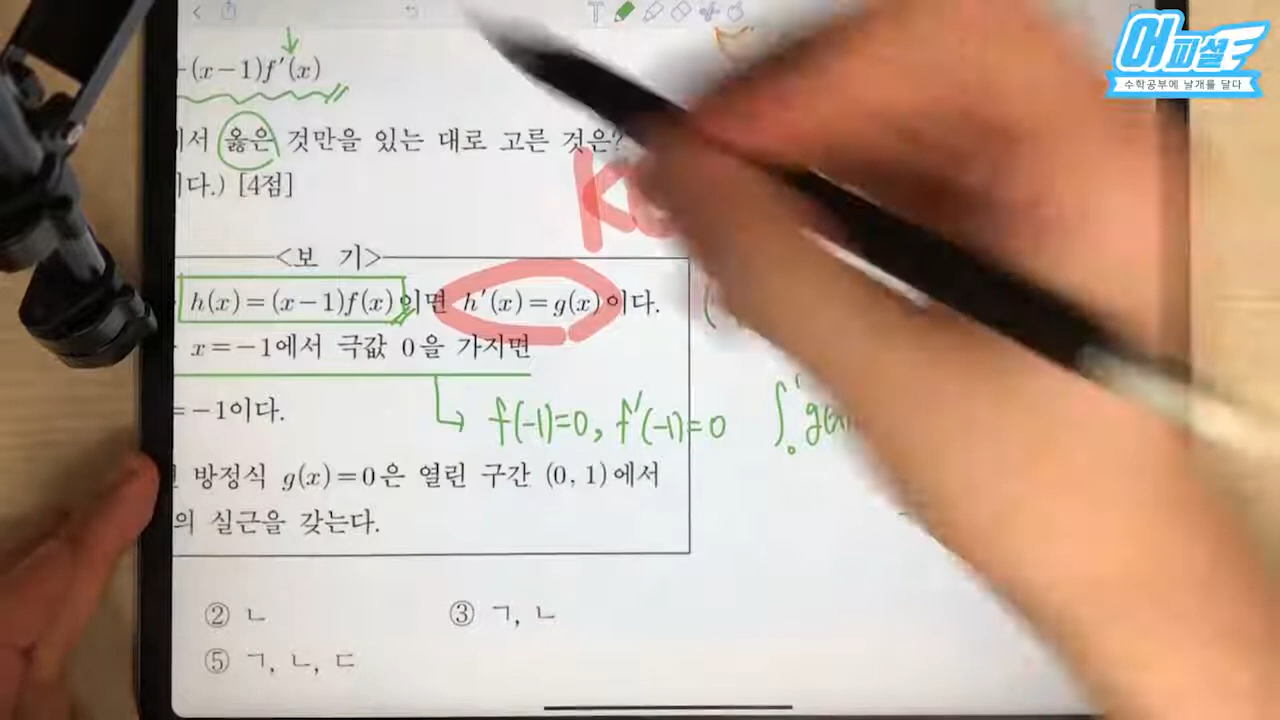 어피셜
수학공부에 날개를 달다
(x-1)f'(x)
에서 옳은 것만을 있는 대로 고른 것은?
이다.) [4점]
<보 기>
h(x)=(x-1)f(x)이면 h'(x)=g(x)이다.
x=-1에서 극값 0을 가지면
f(-1)=0, f'(-1)=0
=-1이다.
방정식 g(x)=0은 열린 구간 (0, 1)에서
의 실근을 갖는다.
② ㄴ
③ ㄱ, ㄴ
⑤ ㄱ, ㄴ, ㄷ